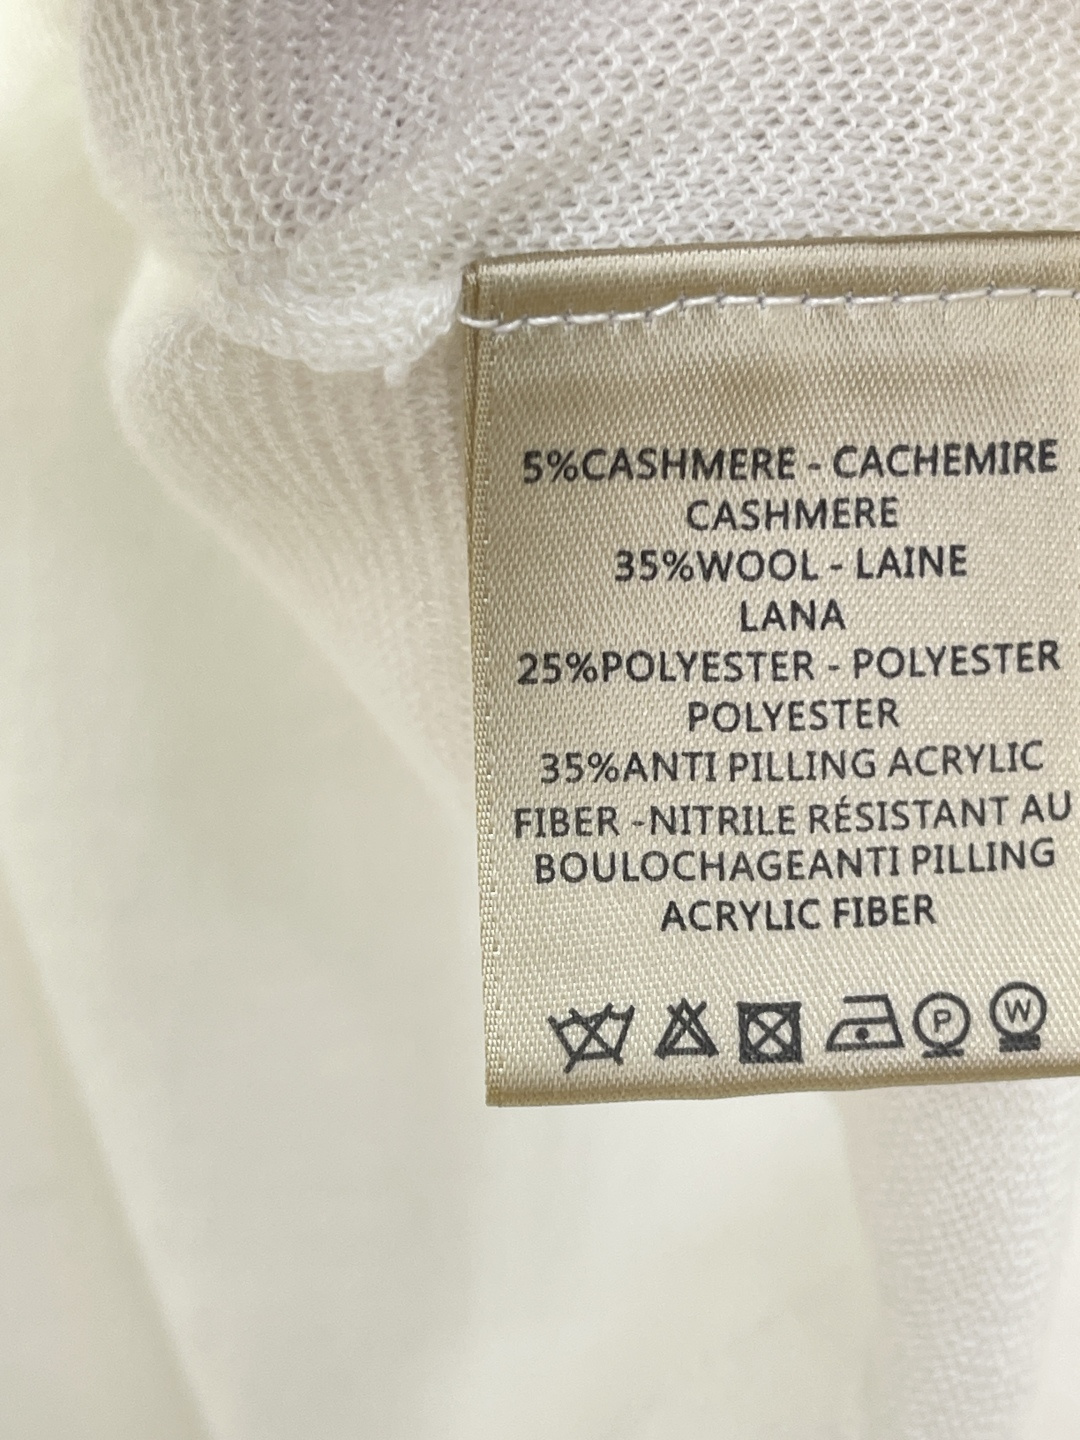 5%CASHMERE - CACHEMIRE
CASHMERE
35%WOOL - LAINE
LANA
25%POLYESTER - POLYESTER
POLYESTER
35%ANTI PILLING ACRYLIC
FIBER -NITRILE RÉSISTANT AU
BOULOCHAGEANTI PILLING
ACRYLIC FIBER
P W